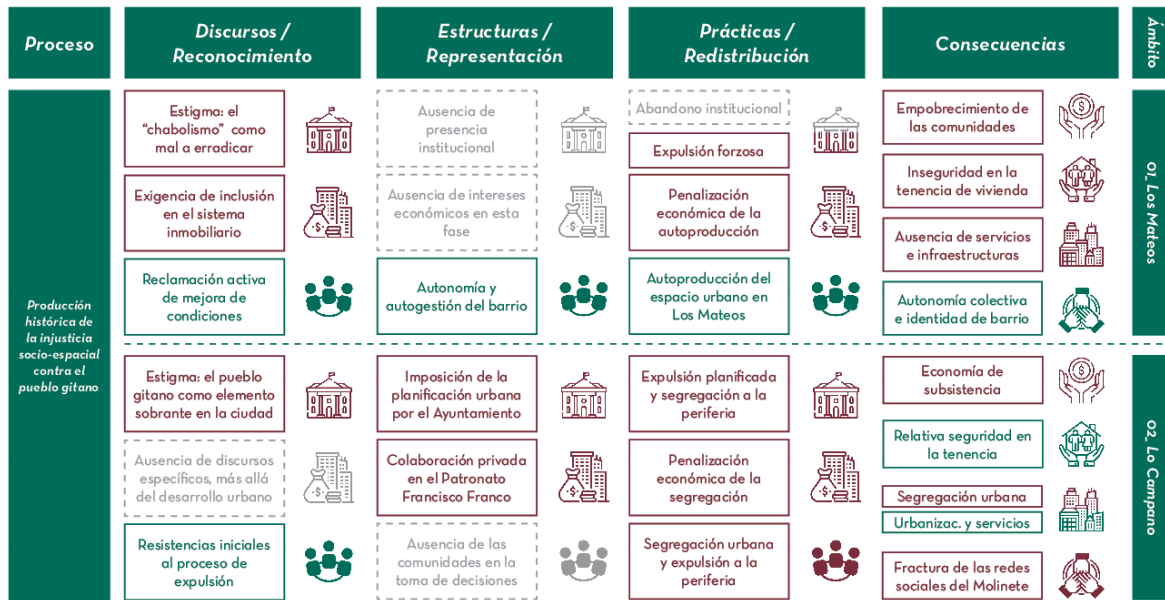 Proceso
Discursos /
Reconocimiento
Estructuras /
Representación
Prácticas /
Redistribución
Consecuencias
Ámbito
Producción
histórica de
la injusticia
socio-espacial
contra el
pueblo gitano
Estigma: el
"chabolismo" como
mal a erradicar
Ausencia de
presencia
institucional
Abandono institucional
Expulsión forzosa
Empobrecimiento de
las comunidades
Exigencia de inclusión
en el sistema
inmobiliario
Ausencia de intereses
económicos en esta
fase
Penalización
económica de la
autoproducción
Inseguridad en la
tenencia de vivienda
Ausencia de servicios
e infraestructuras
Reclamación activa
de mejora de
condiciones
Autonomía y
autogestión del barrio
Autoproducción del
espacio urbano en
Los Mateos
Autonomía colectiva
e identidad de barrio
01_Los Mateos
Estigma: el pueblo
gitano como elemento
sobrante en la ciudad
Imposición de la
planificación urbana
por el Ayuntamiento
Expulsión planificada
y segregación a la
periferia
Economía de
subsistencia
Ausencia de discursos
específicos, más allá
del desarrollo urbano
Colaboración privada
en el Patronato
Francisco Franco
Penalización
económica de la
segregación
Relativa seguridad en
la tenencia
Segregación urbana
Urbanizac. y servicios
Resistencias iniciales
al proceso de
expulsión
Ausencia de las
comunidades en la
toma de decisiones
Segregación urbana
y expulsión a la
periferia
Fractura de las redes
sociales del Molinete
02_Lo Campano